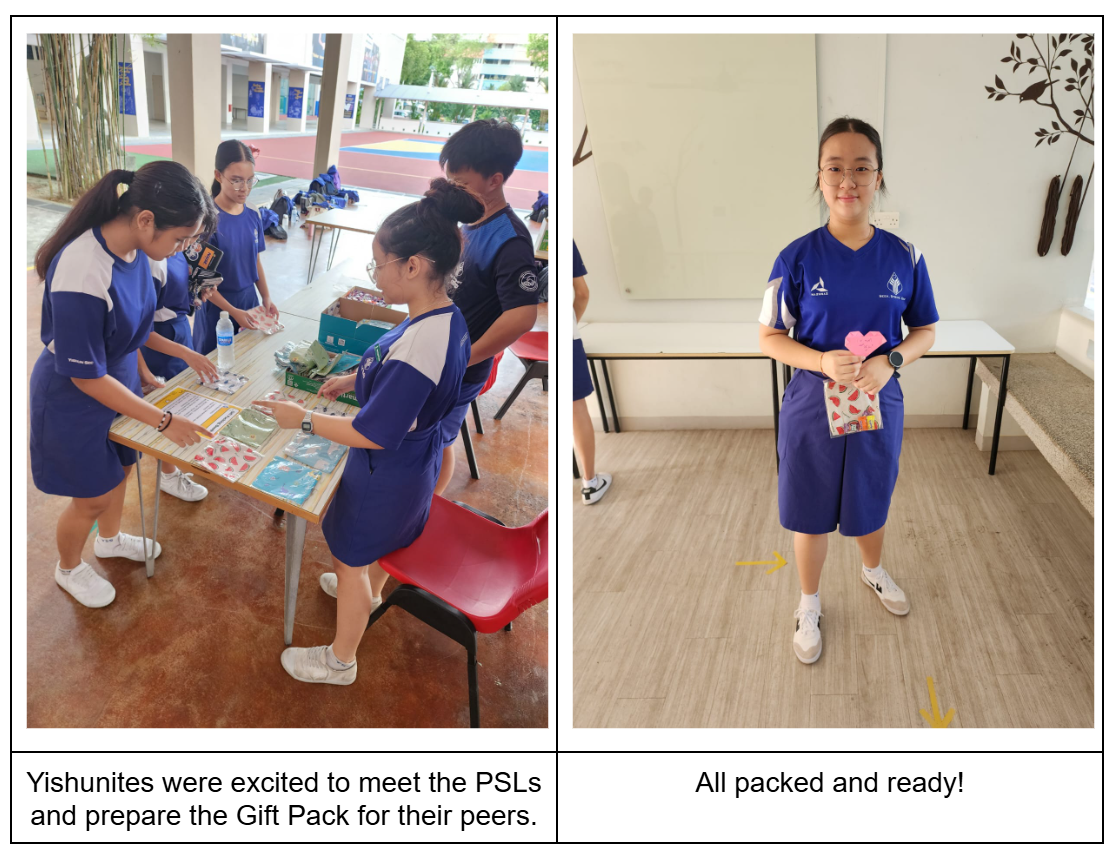 Yishunites were excited to meet the PSLs
and prepare the Gift Pack for their peers.
All packed and ready!